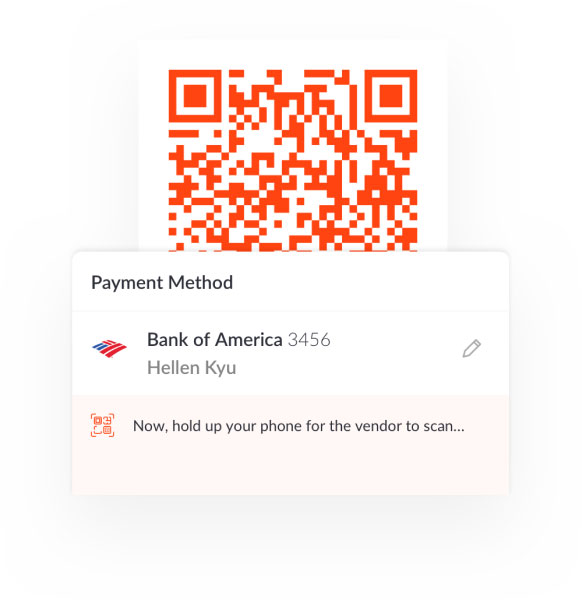 Payment Method
Bank of America 3456
Hellen Kyu
Now, hold up your phone for the vendor to scan...